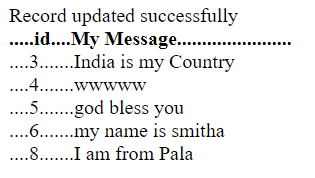 Record updated successfully
.....id....My Message.......................
....3.......India is my Country
....4.......wwwww
....5.......god bless you
....6.......my name is smitha
....8.......I am from Pala